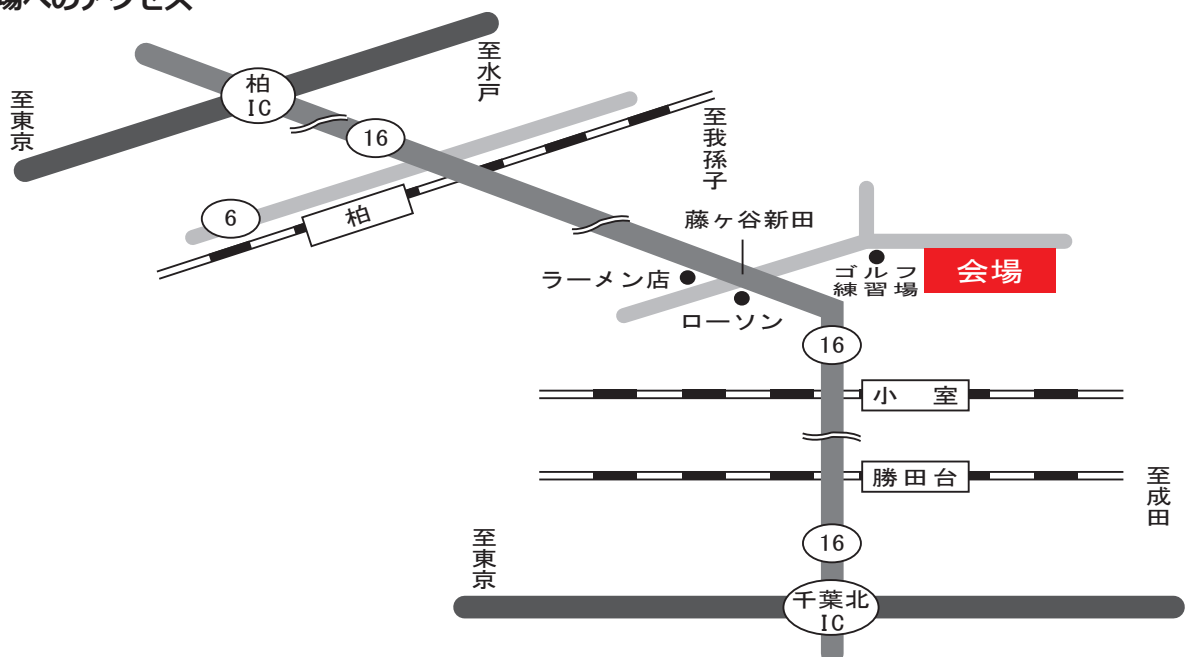 場へのアクセス
至水戸
柏
IC
至東京
16
至我孫子
6
柏
藤ヶ谷新田
ラーメン店
ゴルフ
練習場
会場
ローソン
16
小 室
勝田台
至成田
16
至東京
千葉北
IC